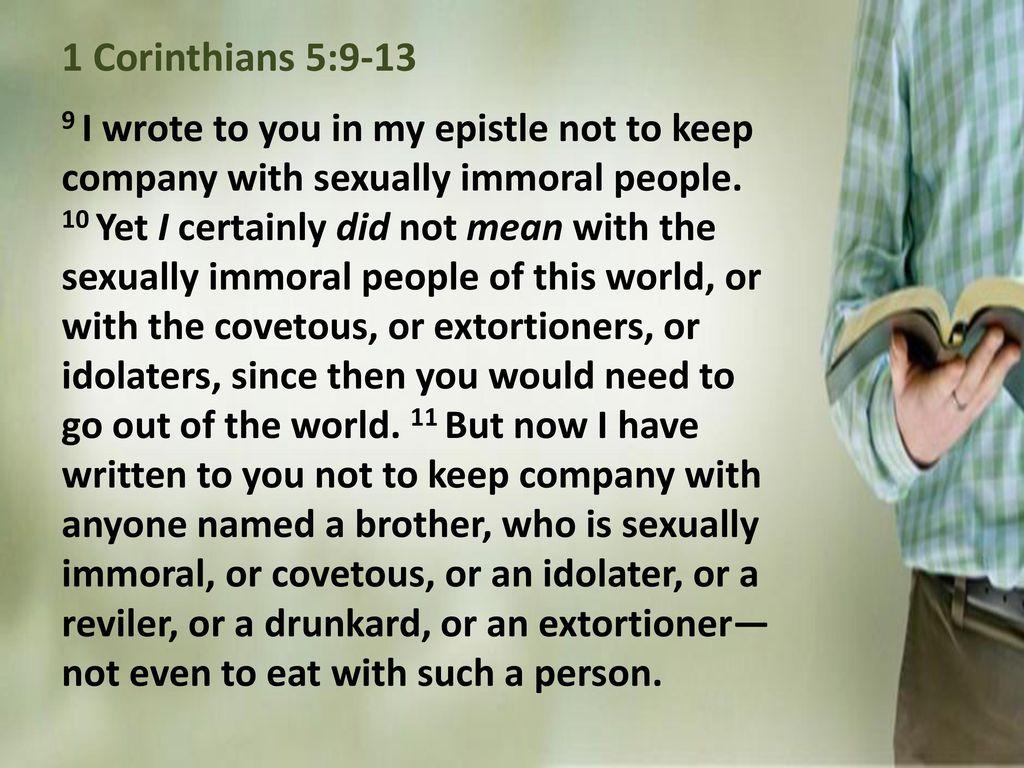 1 Corinthians 5:9-13
9 I wrote to you in my epistle not to keep
company with sexually immoral people.
10 Yet I certainly did not mean with the
sexually immoral people of this world, or
with the covetous, or extortioners, or
idolaters, since then you would need to
go out of the world. 11 But now I have
written to you not to keep company with
anyone named a brother, who is sexually
immoral, or covetous, or an idolater, or a
reviler, or a drunkard, or an extortioner—
not even to eat with such a person.